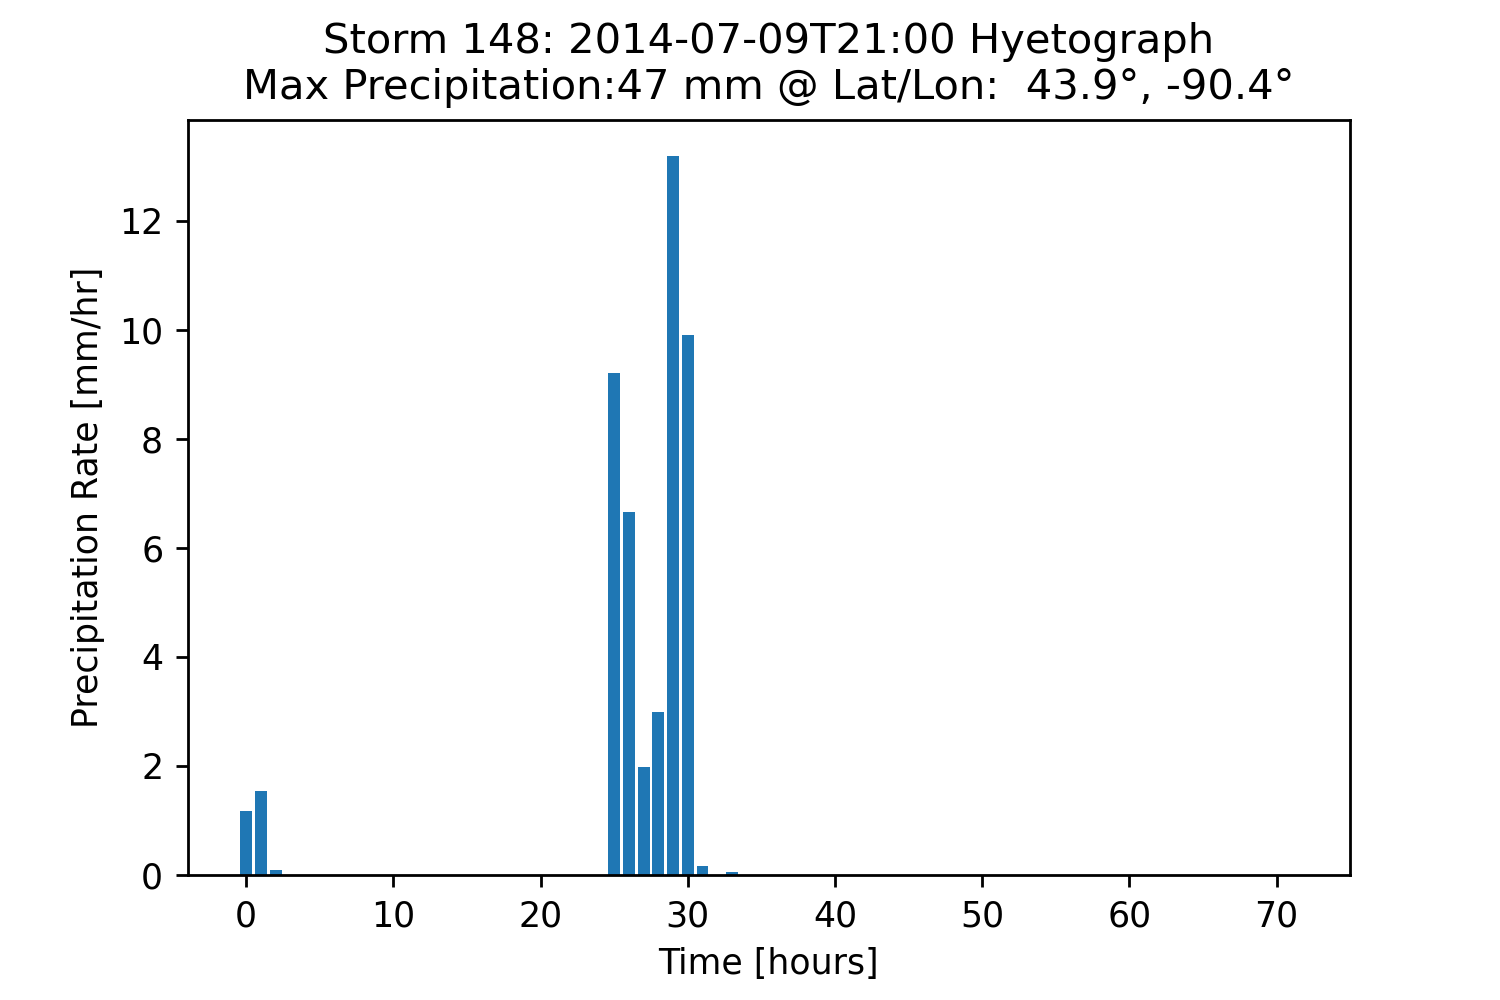 Storm 148: 2014-07-09T21:00 Hyetograph
Max Precipitation:47 mm @ Lat/Lon:  43.9°, -90.4°
Precipitation Rate [mm/hr]
12
10
8
6
4
2
0
0 10 20 30 40 50 60 70
Time [hours]